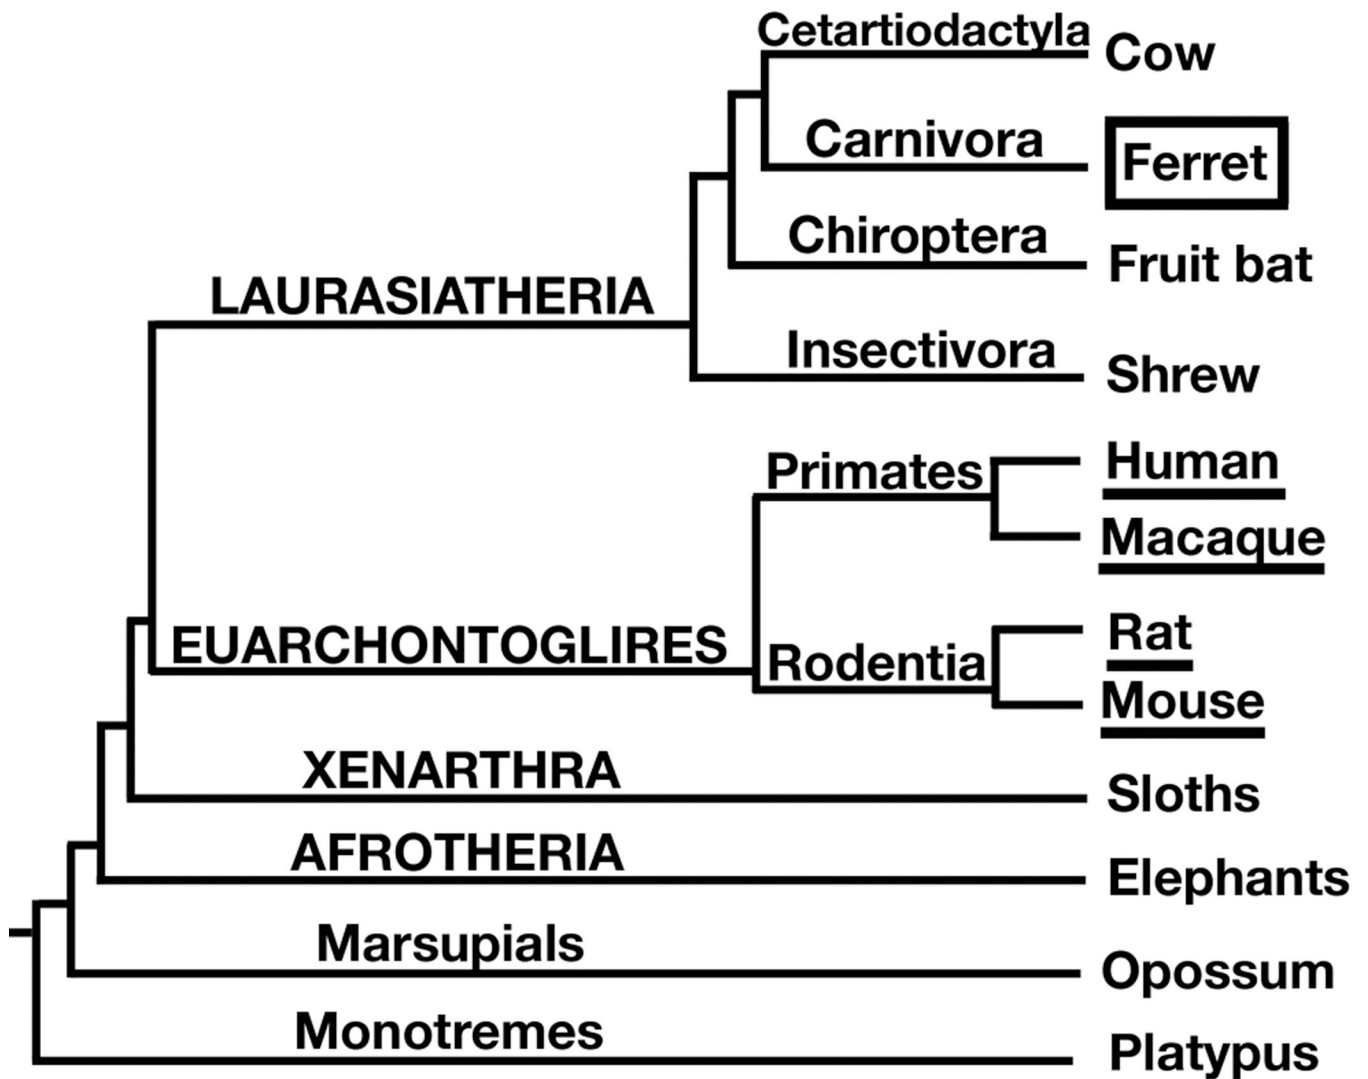 Cetartiodactyla Cow
Carnivora Ferret
Chiroptera Fruit bat
LAURASIATHERIA
Insectivora Shrew
Primates Human
Macaque
EUARCHONTOGLIRES Rodentia Rat
Mouse
XENARTHRA Sloths
AFROTHERIA Elephants
Marsupials Opossum
Monotremes Platypus